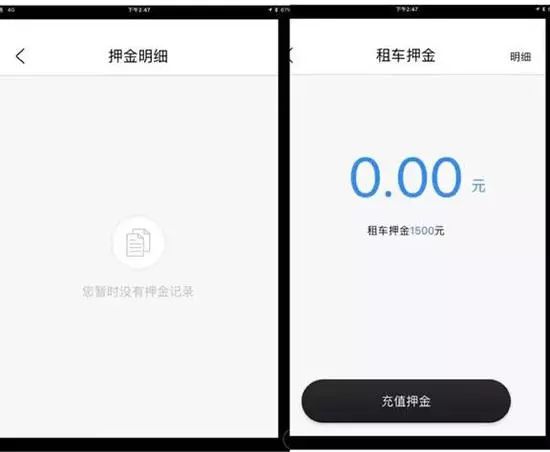 4G
下午2:47
押金明细
您暂时没有押金记录
下午2:47
租车押金
明细
0.00 元
租车押金1500元
充值押金